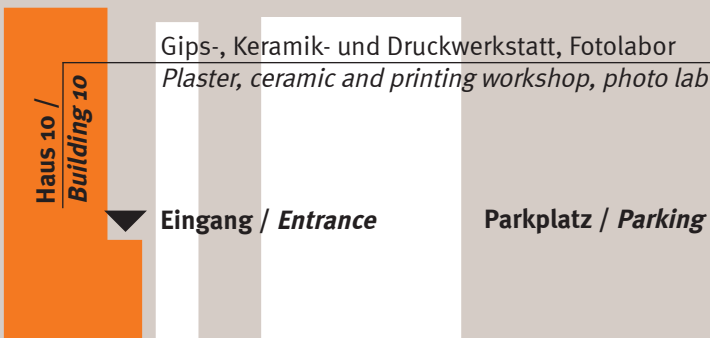 Gips-, Keramik- und Druckwerkstatt, Fotolabor
Plaster, ceramic and printing workshop, photo lab
Haus 10 /
Building 10
Eingang / Entrance
Parkplatz / Parking